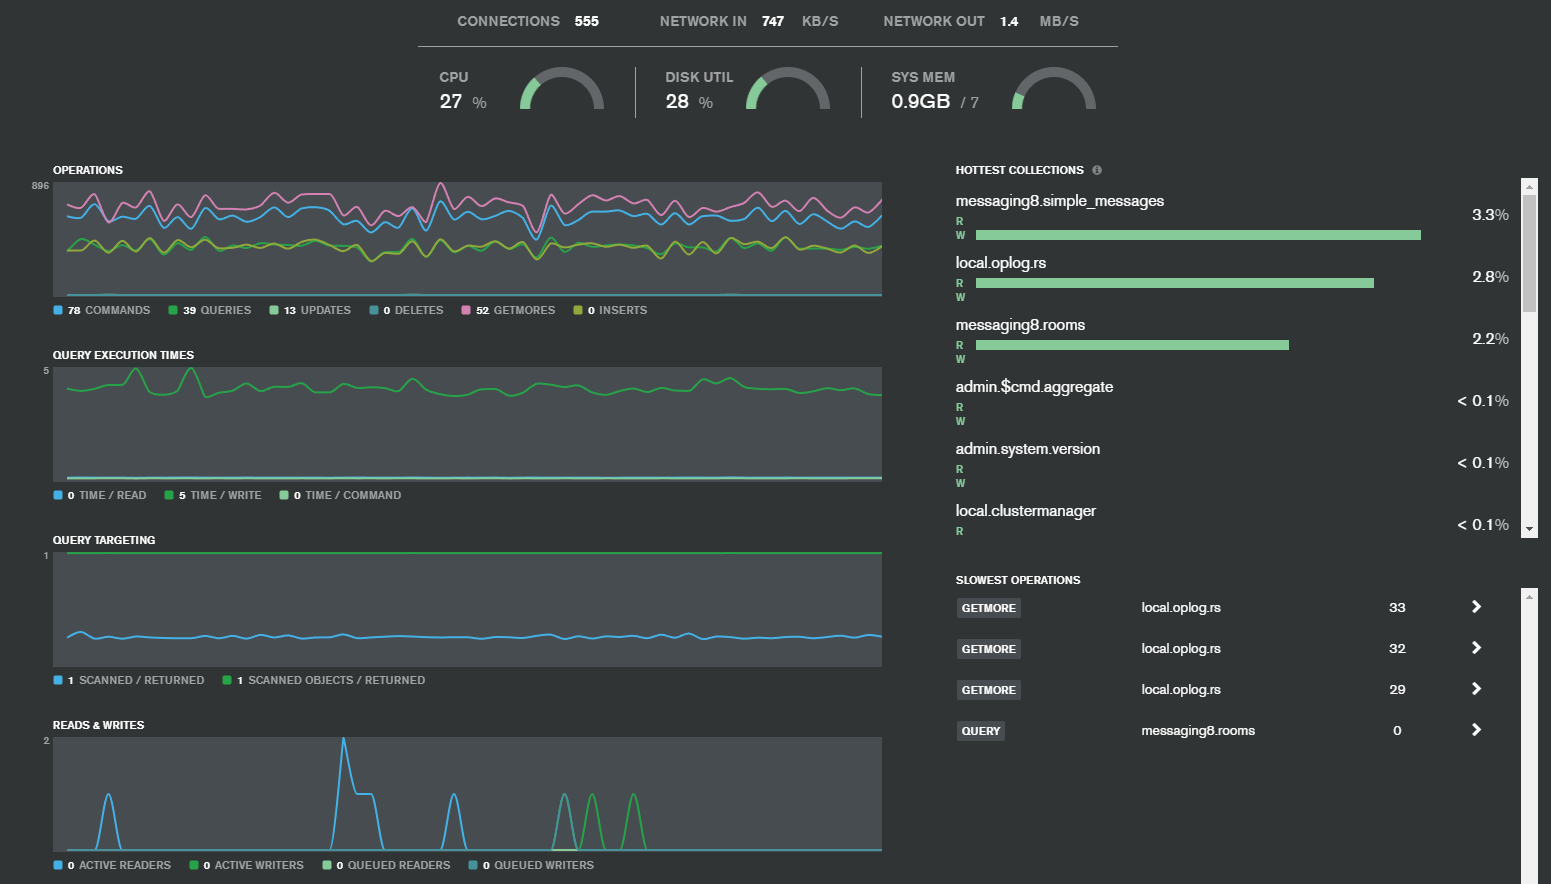 CONNECTIONS 555 NETWORK IN 747 KB/S NETWORK OUT 1.4 MB/S
CPU
27 %
DISK UTIL
28 %
SYS MEM
0.9GB / 7
OPERATIONS
896
78 COMMANDS 39 QUERIES 13 UPDATES 0 DELETES 52 GETMORES 0 INSERTS
QUERY EXECUTION TIMES
5
0 TIME / READ 5 TIME / WRITE 0 TIME / COMMAND
QUERY TARGETING
1
1 SCANNED / RETURNED 1 SCANNED OBJECTS / RETURNED
READS & WRITES
2
0 ACTIVE READERS 0 ACTIVE WRITERS 0 QUEUED READERS 0 QUEUED WRITERS
HOTTEST COLLECTIONS
messaging8.simple_messages
R
W
3.3%
local.oplog.rs
R
W
2.8%
messaging8.rooms
R
W
2.2%
admin.$cmd.aggregate
R
W
< 0.1%
admin.system.version
R
W
< 0.1%
local.clustermanager
R
< 0.1%
SLOWEST OPERATIONS
GETMORE local.oplog.rs 33
GETMORE local.oplog.rs 32
GETMORE local.oplog.rs 29
QUERY messaging8.rooms 0